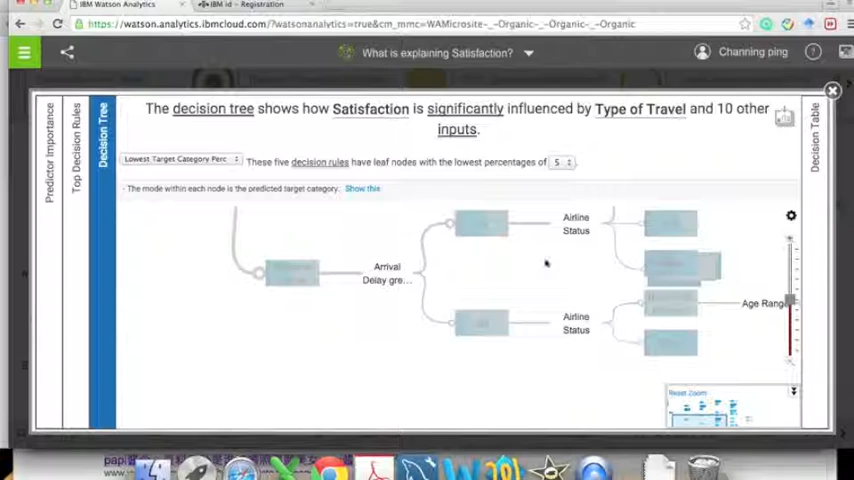 IBM Watson Analytics
IBM id - Registration
https://watson.analytics.ibmcloud.com/?watsonanalytics=true&cm_mmc=WAMicrosite-_-Organic-_-Organic-_-Organic
What is explaining Satisfaction?
Channing ping
Predictor Importance
Top Decision Rules
Decision Tree
The decision tree shows how Satisfaction is significantly influenced by Type of Travel and 10 other
inputs.
Lowest Target Category Perc
These five decision rules have leaf nodes with the lowest percentages of
5
- The mode within each node is the predicted target category.
Show this
Airline
Status
Arrival
Delay gre...
Age Rang
Airline
Status
Reset Zoom
Decision Table